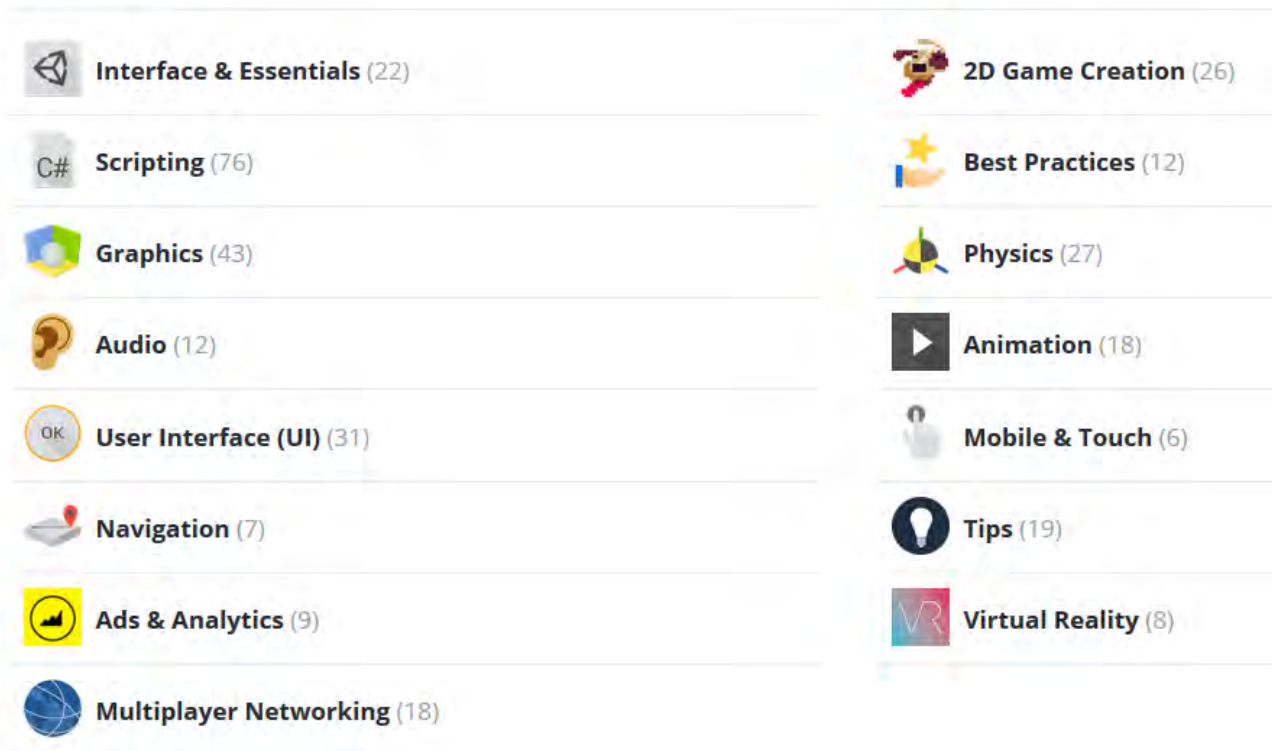 Interface & Essentials (22)
C# Scripting (76)
Graphics (43)
Audio (12)
OK User Interface (UI) (31)
Navigation (7)
Ads & Analytics (9)
Multiplayer Networking (18)
2D Game Creation (26)
Best Practices (12)
Physics (27)
Animation (18)
Mobile & Touch (6)
Tips (19)
VR Virtual Reality (8)